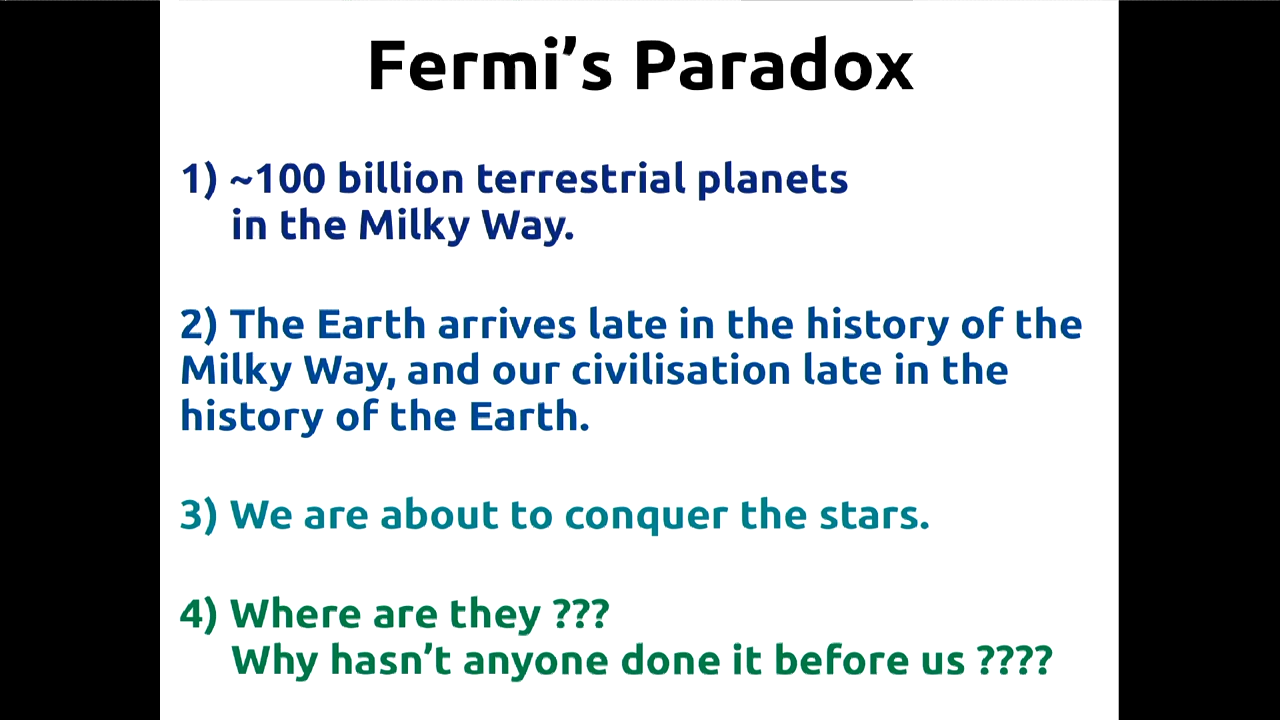 Fermi’s Paradox
1) ~100 billion terrestrial planets
in the Milky Way.
2) The Earth arrives late in the history of the
Milky Way, and our civilisation late in the
history of the Earth.
3) We are about to conquer the stars.
4) Where are they ???
Why hasn’t anyone done it before us ????